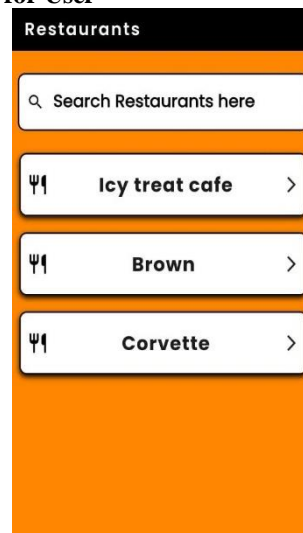 for User
Restaurants
Search Restaurants here
Icy treat cafe
Brown
Corvette